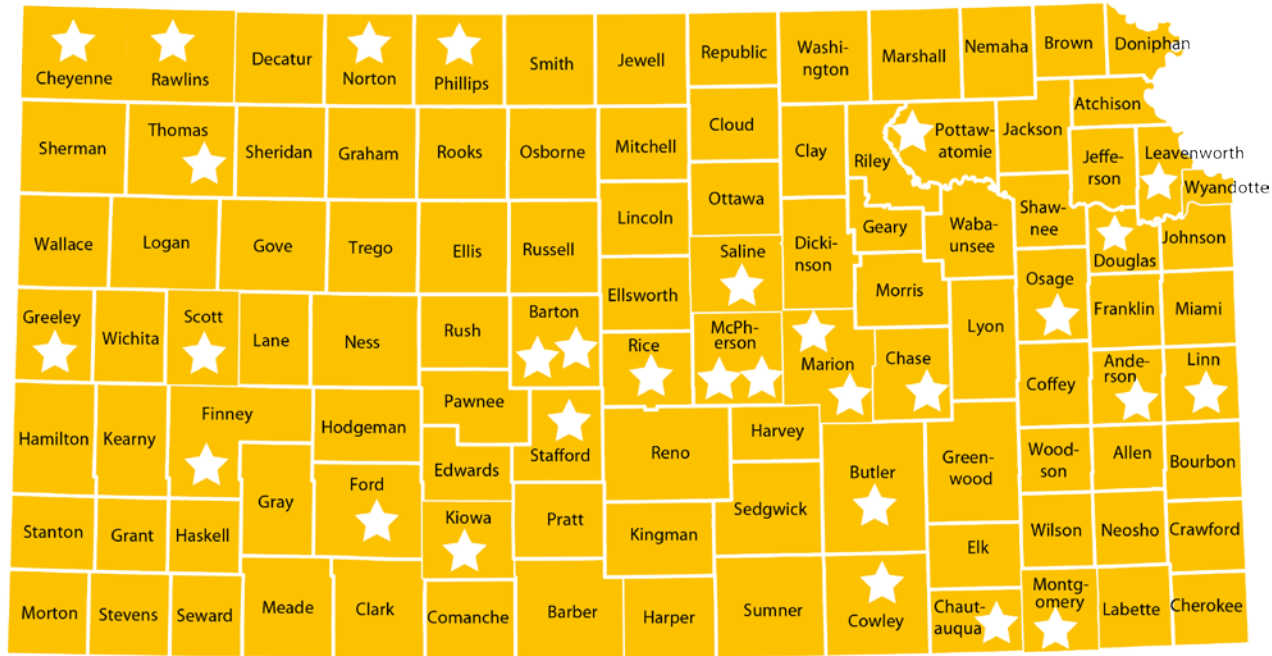 Cheyenne
Rawlins
Decatur
Norton
Phillips
Smith
Jewell
Republic
Washi-
ngton
Marshall
Nemaha
Brown
Doniphan
Sherman
Thomas
Sheridan
Graham
Rooks
Osborne
Mitchell
Cloud
Clay
Riley
Pottaw-
atomie
Jackson
Atchison
Jeffe-
rson
Leavenworth
Wyandotte
Wallace
Logan
Gove
Trego
Ellis
Russell
Lincoln
Ottawa
Saline
Dicki-
nson
Geary
Waba-
unsee
Shaw-
nee
Douglas
Johnson
Greeley
Wichita
Scott
Lane
Ness
Rush
Barton
Ellsworth
Rice
McPh-
erson
Marion
Morris
Chase
Lyon
Osage
Franklin
Miami
Coffey
Ande-
rson
Linn
Hamilton
Kearny
Finney
Hodgeman
Pawnee
Edwards
Stafford
Reno
Harvey
Butler
Green-
wood
Wood-
son
Allen
Bourbon
Stanton
Grant
Haskell
Gray
Ford
Kiowa
Pratt
Kingman
Sedgwick
Elk
Wilson
Neosho
Crawford
Morton
Stevens
Seward
Meade
Clark
Comanche
Barber
Harper
Sumner
Cowley
Chaut-
auqua
Montg-
omery
Labette
Cherokee